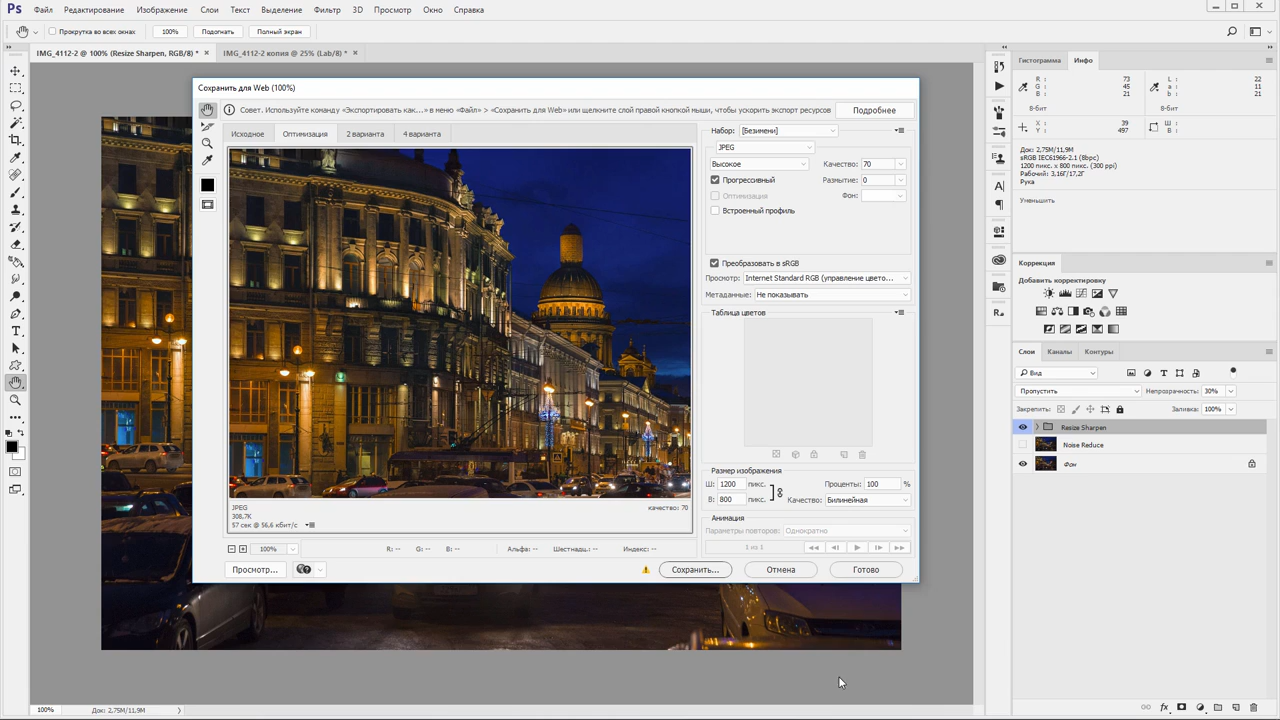 Ps Файл Редактирование Изображение Слои Текст Выделение Фильтр 3D Просмотр Окно Справка
Прокрутка во всех окнах 100% Подогнать Полный экран
IMG_4112-2 @ 100% (Resize Sharpen, RGB/8) * × IMG_4112-2 копия @ 25% (Lab/8) * ×
Сохранить для Web (100%)
Совет. Используйте команду «Экспортировать как...» в меню «Файл» > «Сохранить для Web» или щелкните слой правой кнопкой мыши, чтобы ускорить экспорт ресурсов Подробнее
Исходное Оптимизация 2 варианта 4 варианта
Набор: [Безимени]
JPEG
Высокое Качество: 70
Прогрессивный Размытие: 0
Оптимизация Фон:
Встроенный профиль
Преобразовать в sRGB
Просмотр: Internet Standard RGB (управление цвето...
Метаданные: Не показывать
Таблица цветов
Размер изображения
Ш: 1200 пикс. Проценты: 100 %
В: 800 пикс. Качество: Билинейная
Анимация
Параметры повторов: Однократно
1 из 1
JPEG качество: 70
308,7K
57 сек @ 56,6 кбит/с
100% R: -- G: -- B: -- Альфа: -- Шестнадц.: -- Индекс: --
Просмотр... Сохранить... Отмена Готово
Гистограмма Инфо
R : 73 L : 22
G : 45 a : 11
B : 21 b : 21
8-бит 8-бит
X : 39 Ш :
Y : 497 В :
Док: 2,75M/11,9M
sRGB IEC61966-2.1 (8bpc)
1200 пикс. x 800 пикс. (300 ppi)
Рабочий: 3,16Г/17,2Г
Рука
Уменьшить
Коррекция
Добавить корректировку
Слои Каналы Контуры
Вид
Пропустить Непрозрачность: 30%
Закрепить: Заливка: 100%
Resize Sharpen
Noise Reduce
Фон
100% Док: 2,75M/11,9M